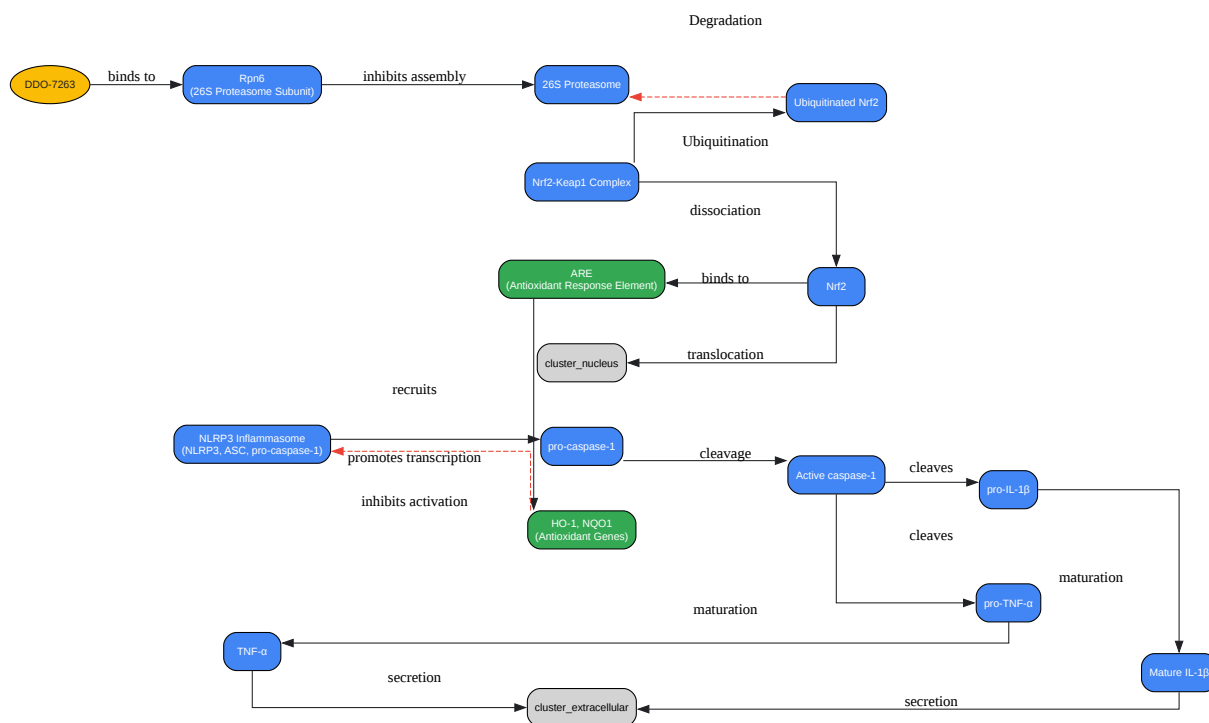 Degradation
DDO-7263
binds to
Rpn6
(26S Proteasome Subunit)
inhibits assembly
26S Proteasome
Ubiquitinated Nrf2
Ubiquitination
Nrf2-Keap1 Complex
dissociation
ARE
(Antioxidant Response Element)
binds to
Nrf2
cluster_nucleus
translocation
recruits
NLRP3 Inflammasome
(NLRP3, ASC, pro-caspase-1)
promotes transcription
pro-caspase-1
cleavage
Active caspase-1
cleaves
pro-IL-1β
inhibits activation
HO-1, NQO1
(Antioxidant Genes)
cleaves
maturation
pro-TNF-α
maturation
TNF-α
secretion
cluster_extracellular
secretion
Mature IL-1β